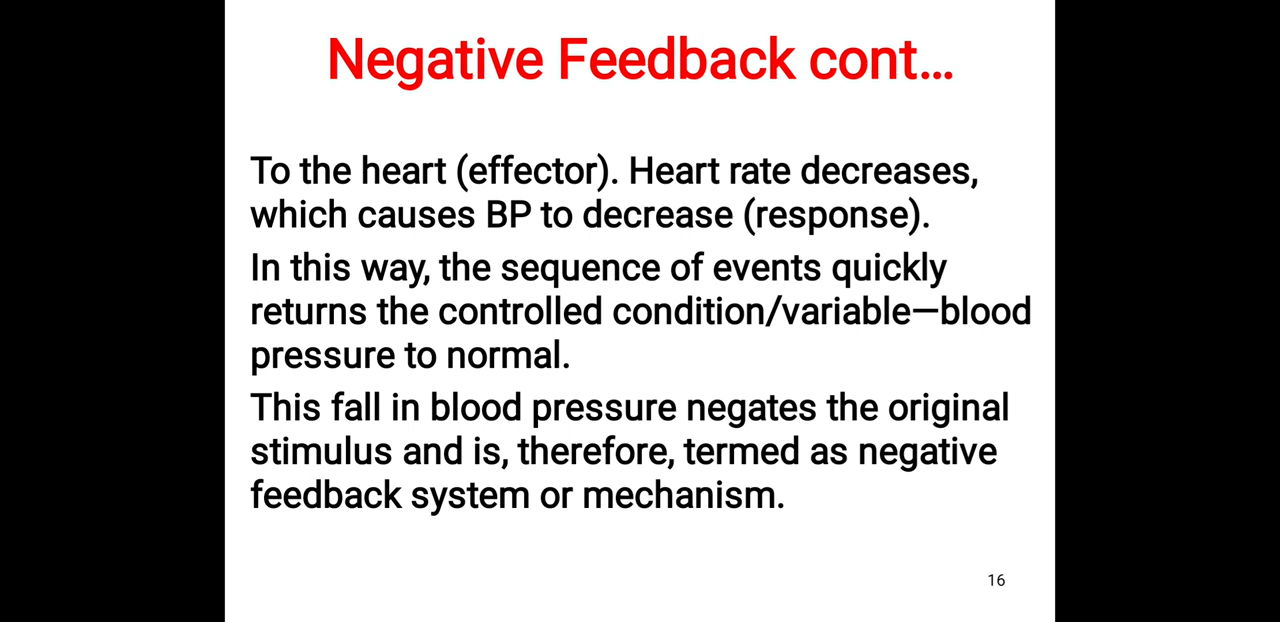 Negative Feedback cont...
To the heart (effector). Heart rate decreases,
which causes BP to decrease (response).
In this way, the sequence of events quickly
returns the controlled condition/variable—blood
pressure to normal.
This fall in blood pressure negates the original
stimulus and is, therefore, termed as negative
feedback system or mechanism.
16